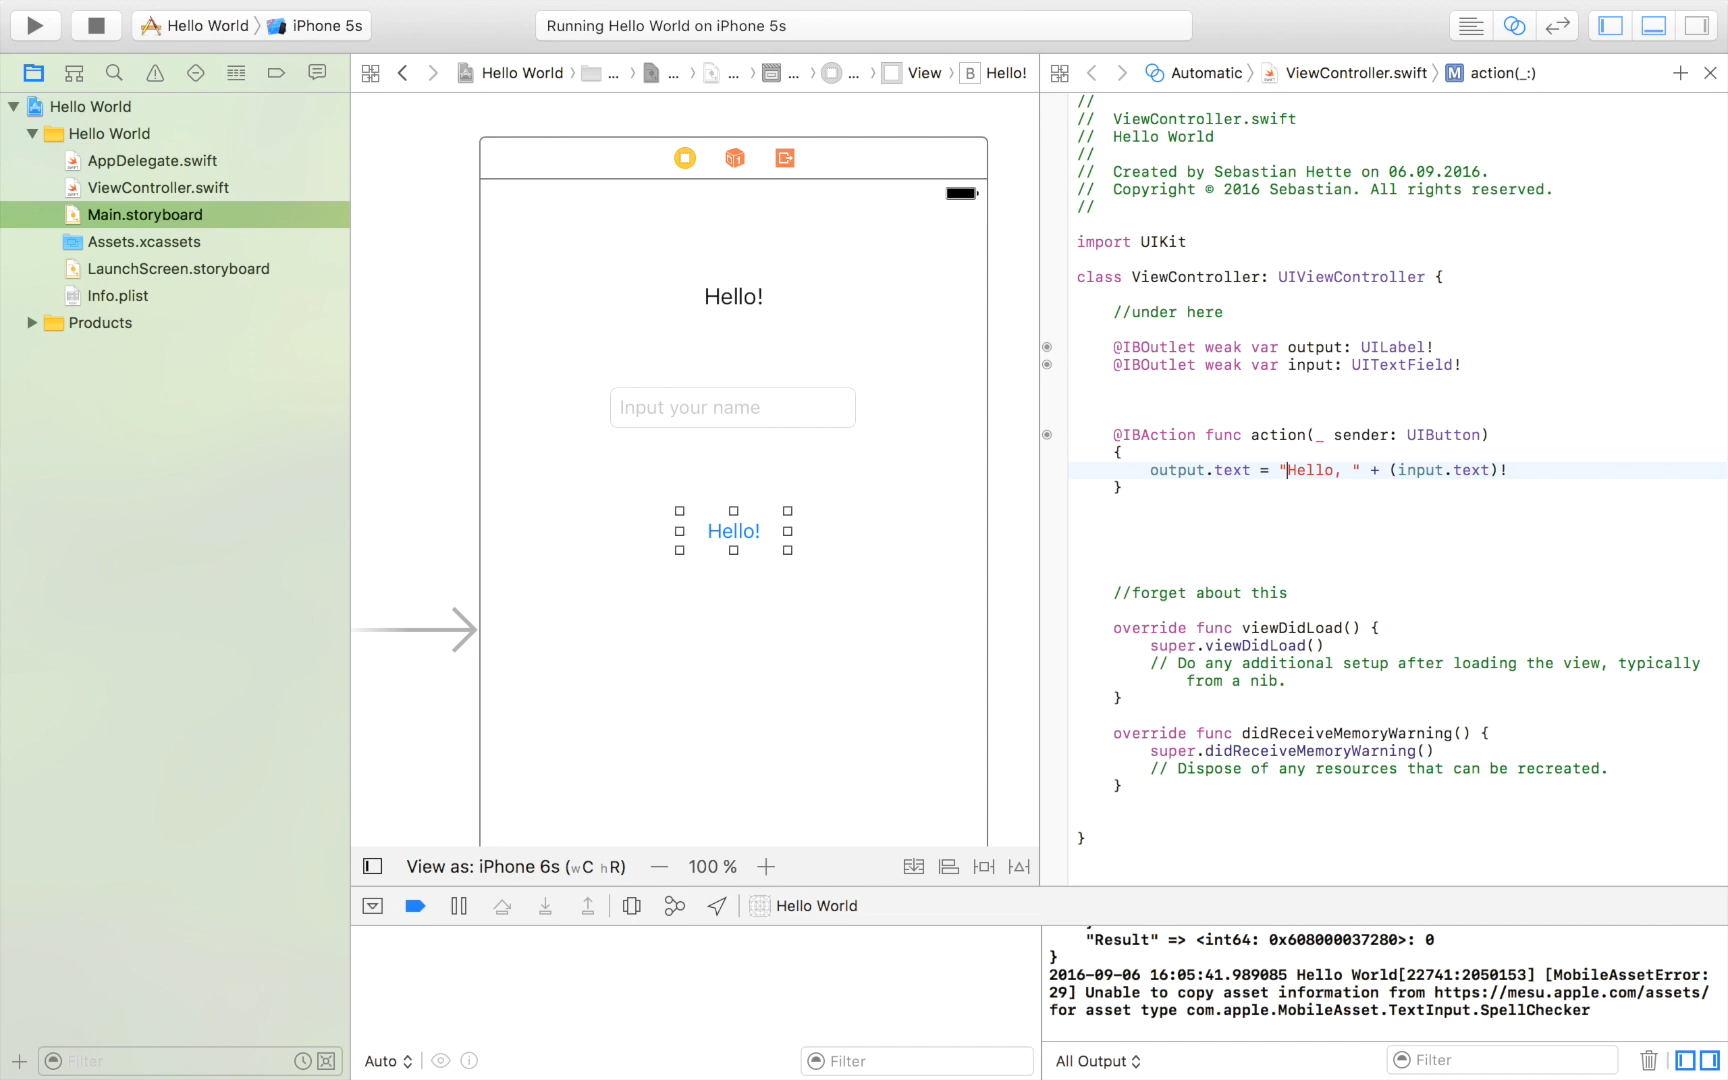 Hello World iPhone 5s
Running Hello World on iPhone 5s
Hello World ... ... ... ... ... View B Hello!
Automatic ViewController.swift M action(_:)
Hello World
Hello World
AppDelegate.swift
ViewController.swift
Main.storyboard
Assets.xcassets
LaunchScreen.storyboard
Info.plist
Products
Hello!
Input your name
Hello!
//
// ViewController.swift
// Hello World
//
// Created by Sebastian Hette on 06.09.2016.
// Copyright © 2016 Sebastian. All rights reserved.
//
import UIKit
class ViewController: UIViewController {
//under here
@IBOutlet weak var output: UILabel!
@IBOutlet weak var input: UITextField!
@IBAction func action(_ sender: UIButton)
{
output.text = "Hello, " + (input.text)!
}
//forget about this
override func viewDidLoad() {
super.viewDidLoad()
// Do any additional setup after loading the view, typically
from a nib.
}
override func didReceiveMemoryWarning() {
super.didReceiveMemoryWarning()
// Dispose of any resources that can be recreated.
}
}
View as: iPhone 6s (wC hR) — 100 % +
Hello World
"Result" => <int64: 0x608000037280>: 0
}
2016-09-06 16:05:41.989085 Hello World[22741:2050153] [MobileAssetError:
29] Unable to copy asset information from https://mesu.apple.com/assets/
for asset type com.apple.MobileAsset.TextInput.SpellChecker
Filter
Auto
Filter
All Output
Filter